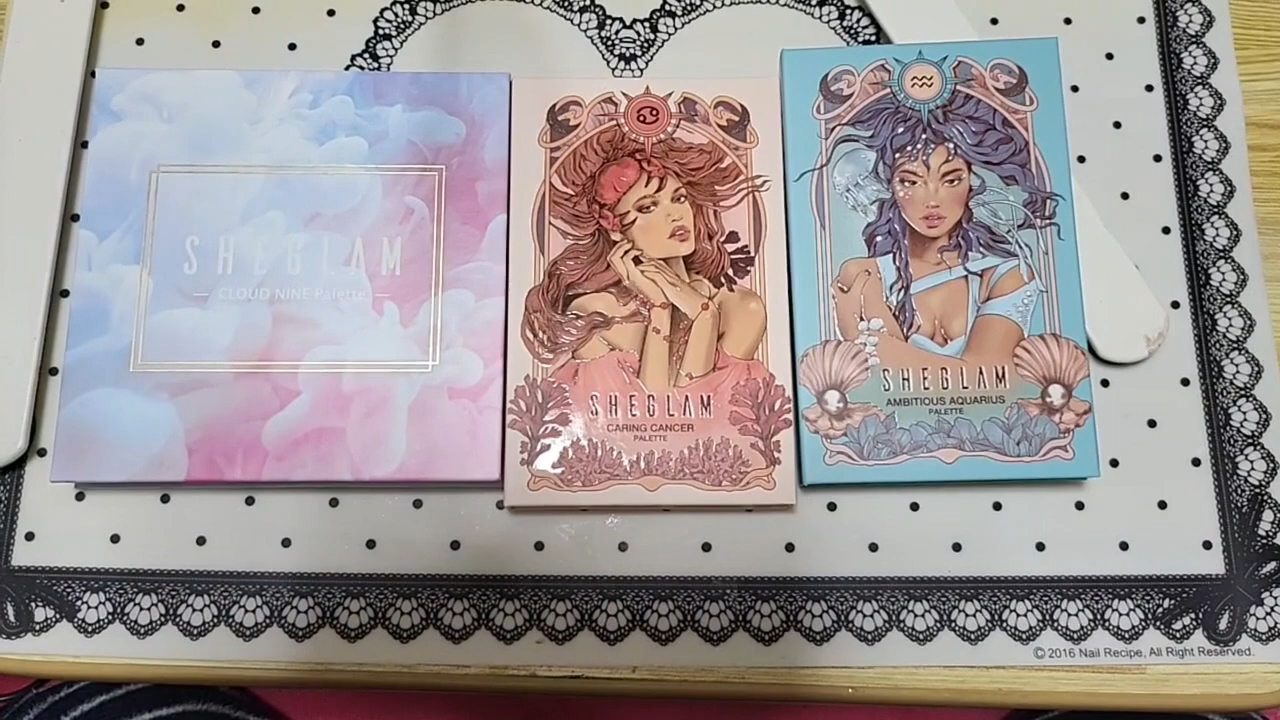 SHEGLAM
— CLOUD NINE Palette —
SHEGLAM
CARING CANCER
PALETTE
SHEGLAM
AMBITIOUS AQUARIUS
PALETTE
© 2016 Nail Recipe, All Right Reserved.